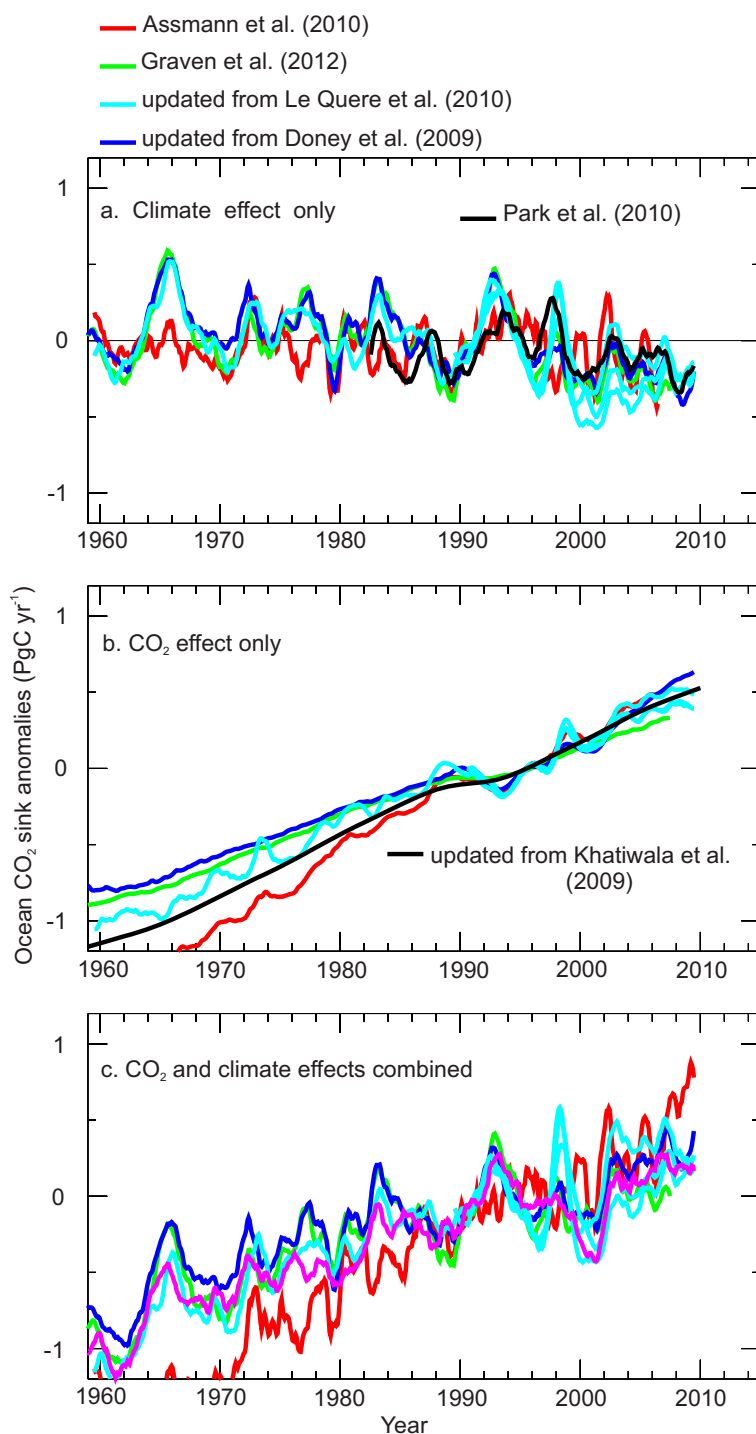 Assmann et al. (2010)
Graven et al. (2012)
updated from Le Quere et al. (2010)
updated from Doney et al. (2009)
1
a. Climate effect only
Park et al. (2010)
0
-1
1960 1970 1980 1990 2000 2010
Ocean CO₂ sink anomalies (PgC yr⁻¹)
1
b. CO₂ effect only
0
updated from Khatiwala et al.
(2009)
-1
1960 1970 1980 1990 2000 2010
1
c. CO₂ and climate effects combined
0
-1
1960 1970 1980 1990 2000 2010
Year